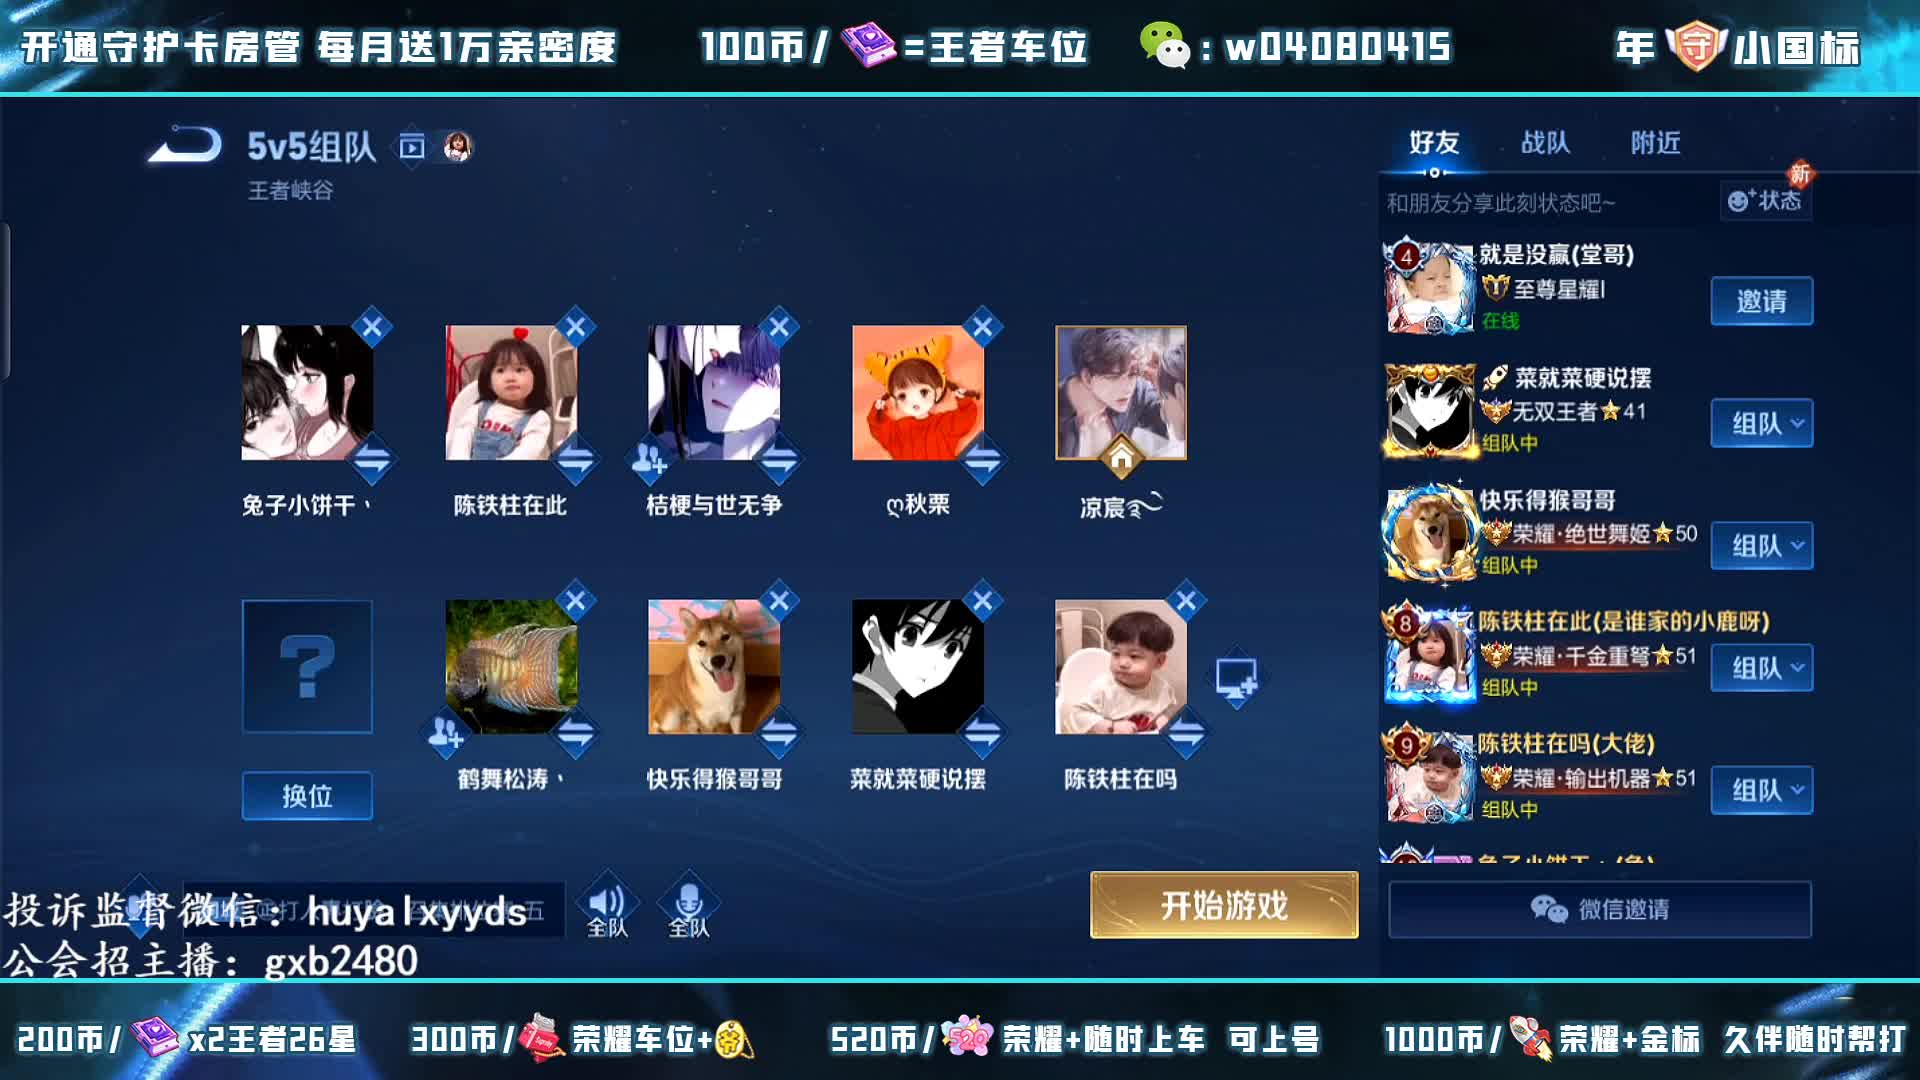 开通守护卡房管 每月送1万亲密度
100币/=王者车位
:w04080415
年守小国标
5v5组队
王者峡谷
好友
战队
附近
新
和朋友分享此刻状态吧~
状态
4
就是没赢(堂哥)
至尊星耀I
在线
邀请
菜就菜硬说摆
无双王者★41
组队中
组队
快乐得猴哥哥
荣耀·绝世舞姬★50
组队中
组队
8
陈铁柱在此(是谁家的小鹿呀)
荣耀·千金重弩★51
组队中
组队
9
陈铁柱在吗(大佬)
荣耀·输出机器★51
组队中
组队
微信邀请
兔子小饼干丶
陈铁柱在此
桔梗与世无争
ღ秋栗
凉宸
?
换位
鹤舞松涛丶
快乐得猴哥哥
菜就菜硬说摆
陈铁柱在吗
全队
全队
开始游戏
投诉监督微信: huyalxyyds
公会招主播: gxb2480
200币/x2王者26星
300币/荣耀车位+
520币/520荣耀+随时上车 可上号
1000币/荣耀+金标 久伴随时帮打